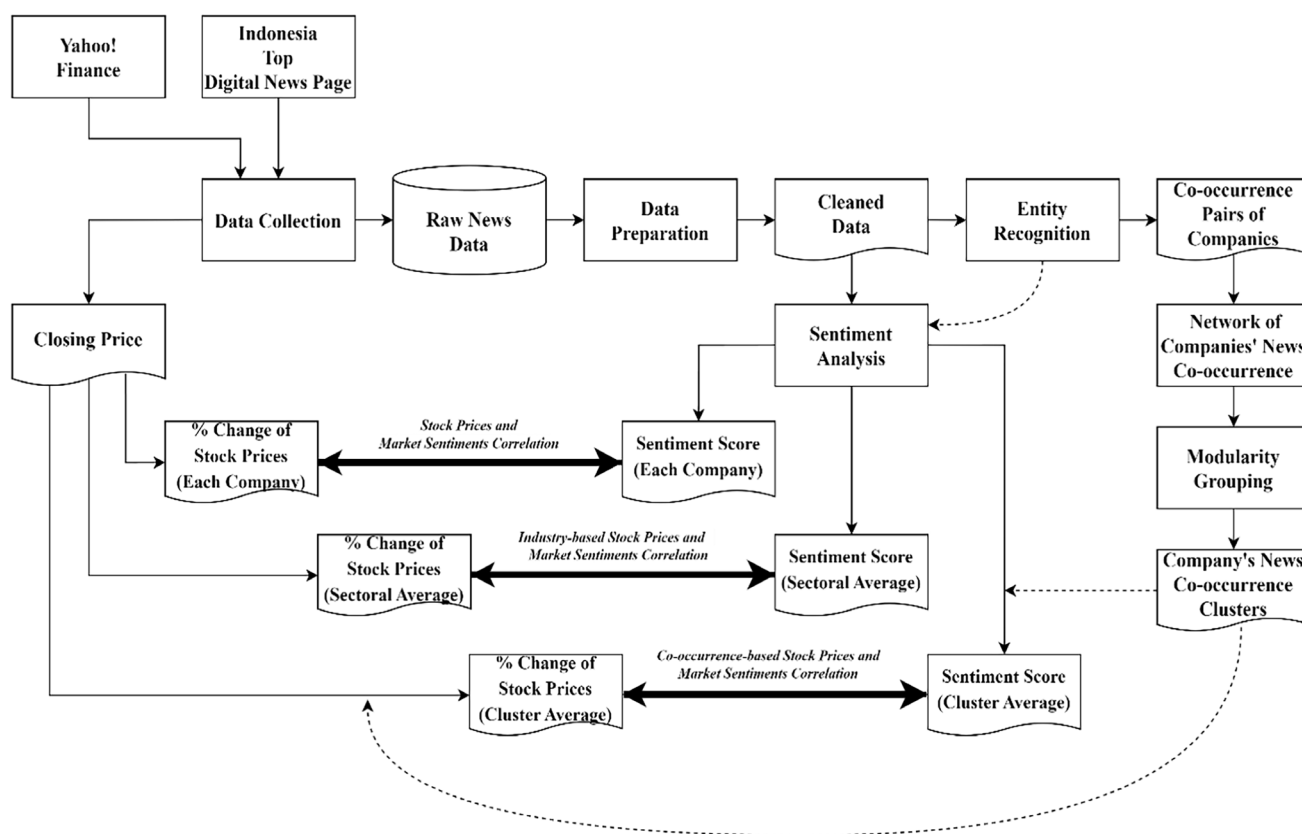 Yahoo!
Finance
Indonesia
Top
Digital News Page
Data Collection
Raw News
Data
Data
Preparation
Cleaned
Data
Entity
Recognition
Co-occurrence
Pairs of
Companies
Closing Price
Sentiment
Analysis
Network of
Companies' News
Co-occurrence
% Change of
Stock Prices
(Each Company)
Stock Prices and
Market Sentiments Correlation
Sentiment Score
(Each Company)
Modularity
Grouping
% Change of
Stock Prices
(Sectoral Average)
Industry-based Stock Prices and
Market Sentiments Correlation
Sentiment Score
(Sectoral Average)
Company's News
Co-occurrence
Clusters
% Change of
Stock Prices
(Cluster Average)
Co-occurrence-based Stock Prices and
Market Sentiments Correlation
Sentiment Score
(Cluster Average)